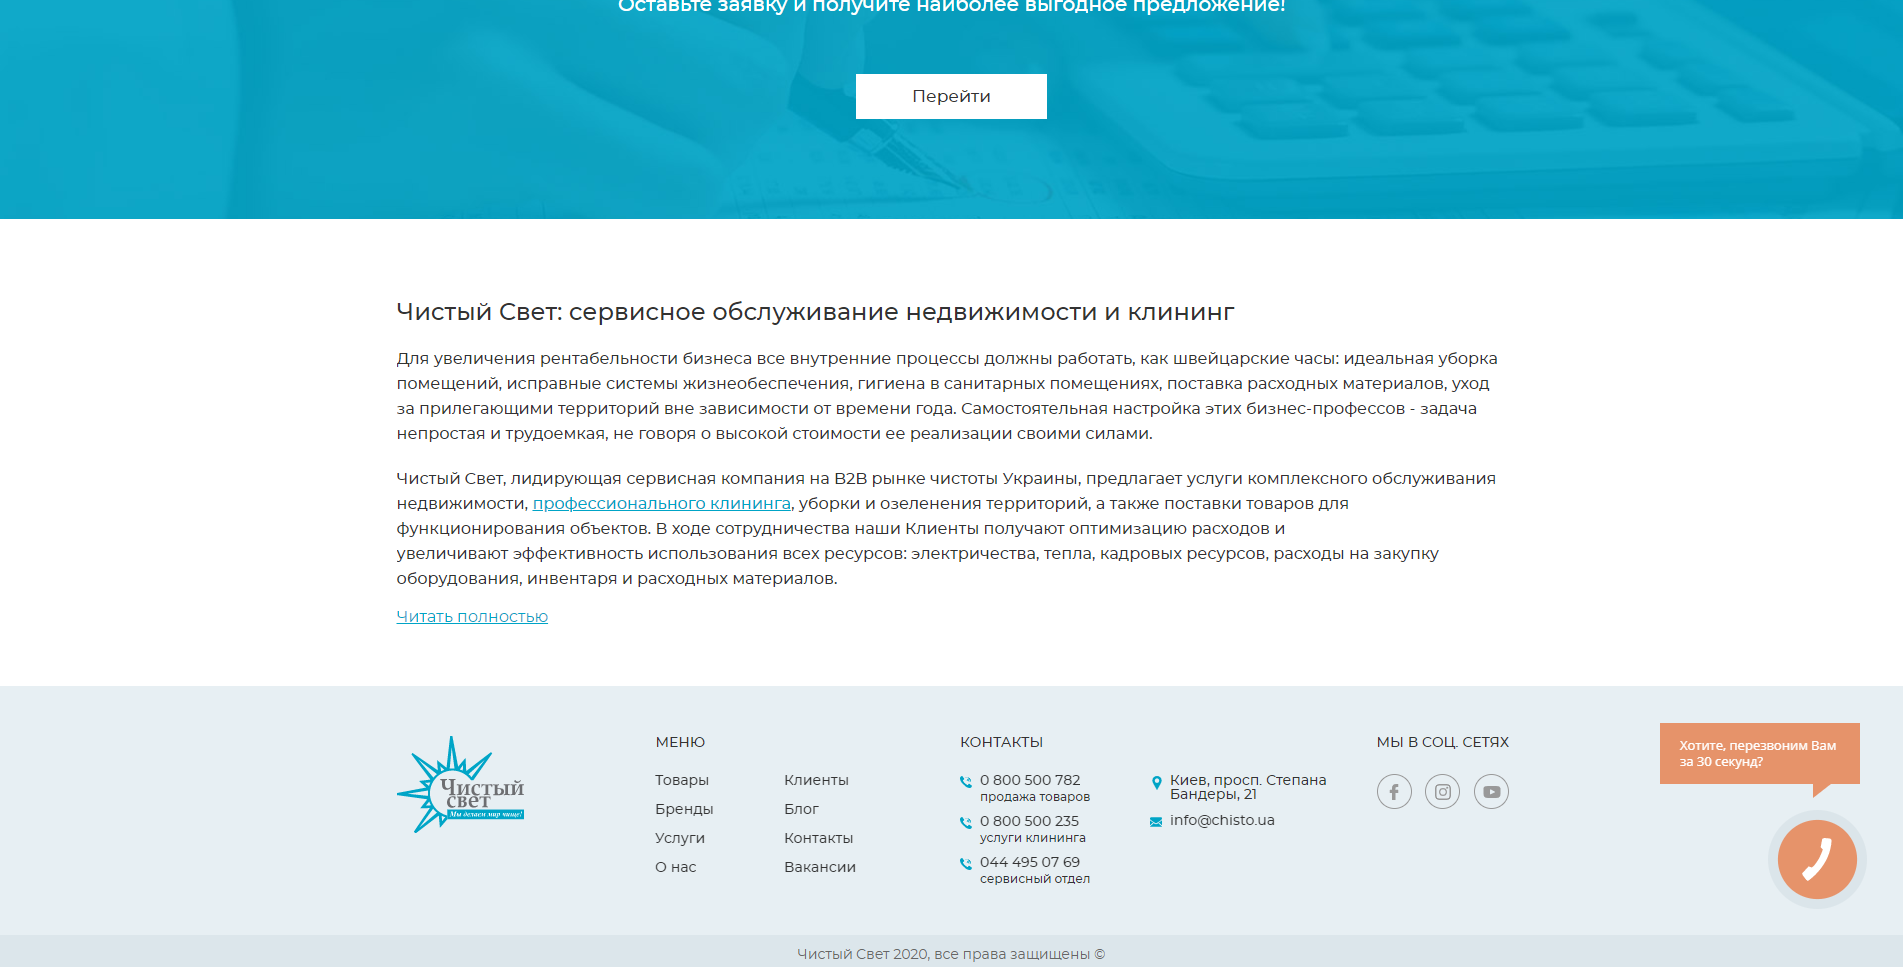 Оставьте заявку и получите наиболее выгодное предложение!
Перейти
Чистый Свет: сервисное обслуживание недвижимости и клининг
Для увеличения рентабельности бизнеса все внутренние процессы должны работать, как швейцарские часы: идеальная уборка
помещений, исправные системы жизнеобеспечения, гигиена в санитарных помещениях, поставка расходных материалов, уход
за прилегающими территорий вне зависимости от времени года. Самостоятельная настройка этих бизнес-профессов - задача
непростая и трудоемкая, не говоря о высокой стоимости ее реализации своими силами.
Чистый Свет, лидирующая сервисная компания на B2B рынке чистоты Украины, предлагает услуги комплексного обслуживания
недвижимости, профессионального клининга, уборки и озеленения территорий, а также поставки товаров для
функционирования объектов. В ходе сотрудничества наши Клиенты получают оптимизацию расходов и
увеличивают эффективность использования всех ресурсов: электричества, тепла, кадровых ресурсов, расходы на закупку
оборудования, инвентаря и расходных материалов.
Читать полностью
Чистый
свет
Мы делаем мир чище!
МЕНЮ
Товары
Бренды
Услуги
О нас
Клиенты
Блог
Контакты
Вакансии
КОНТАКТЫ
0 800 500 782
продажа товаров
0 800 500 235
услуги клининга
044 495 07 69
сервисный отдел
Киев, просп. Степана
Бандеры, 21
info@chisto.ua
МЫ В СОЦ. СЕТЯХ
Хотите, перезвоним Вам
за 30 секунд?
Чистый Свет 2020, все права защищены ©